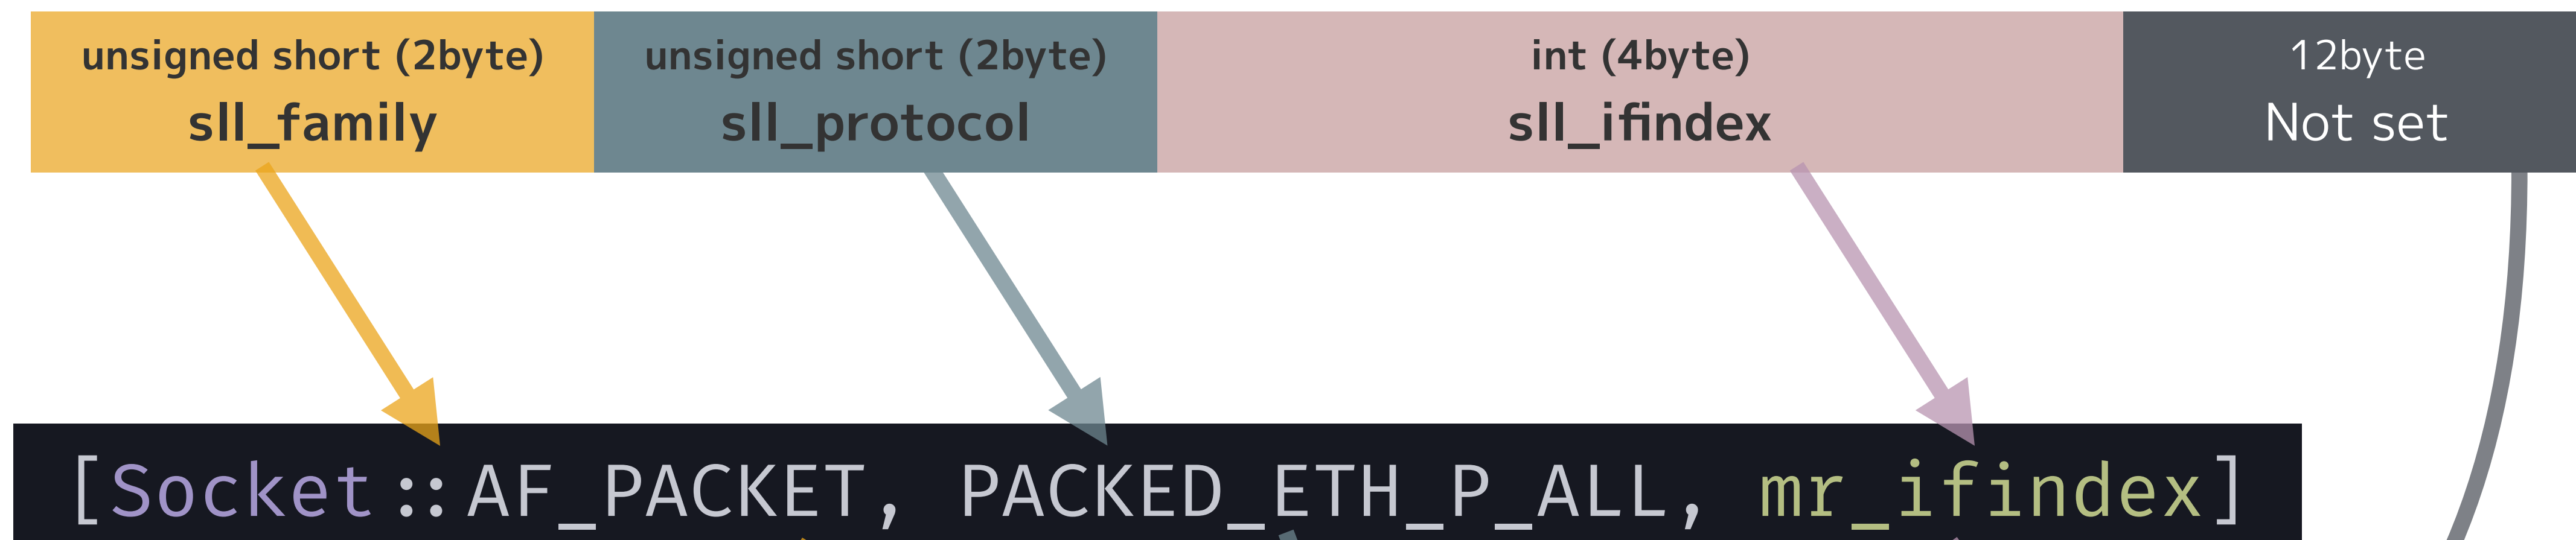 unsigned short (2byte)
sll_family
unsigned short (2byte)
sll_protocol
int (4byte)
sll_ifindex
12byte
Not set
[Socket::AF_PACKET, PACKED_ETH_P_ALL, mr_ifindex]